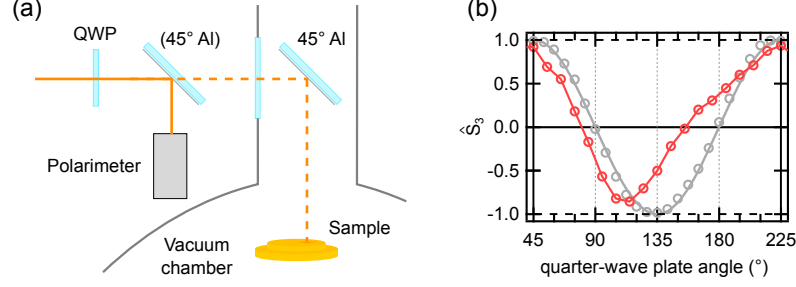 (a)
QWP
(45° Al)
45° Al
Polarimeter
Vacuum
chamber
Sample
(b)
Ŝ3
1.0
0.5
0.0
-0.5
-1.0
45
90
135
180
225
quarter-wave plate angle (°)